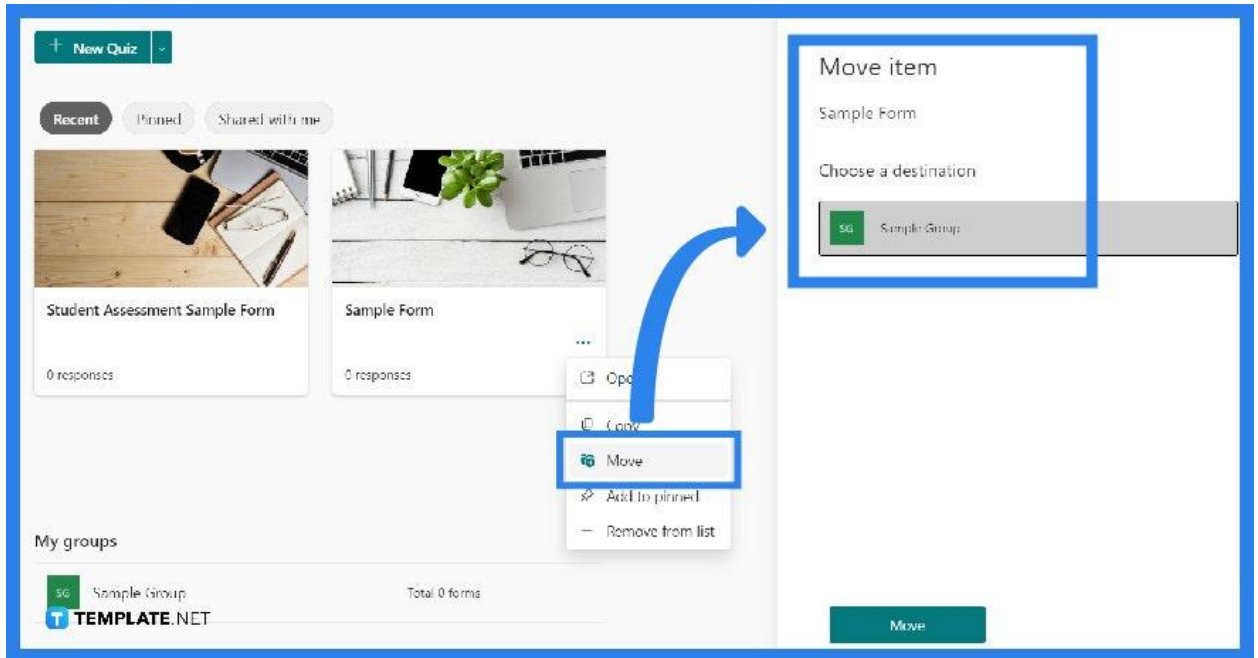 + New Quiz
Recent
Pinned
Shared with me
Student Assessment Sample Form
0 responses
Sample Form
...
0 responses
Open
Copy
Move
Add to pinned
Remove from list
My groups
SG
Sample Group
Total 0 forms
T TEMPLATE.NET
Move item
Sample Form
Choose a destination
SG
Sample Group
Move